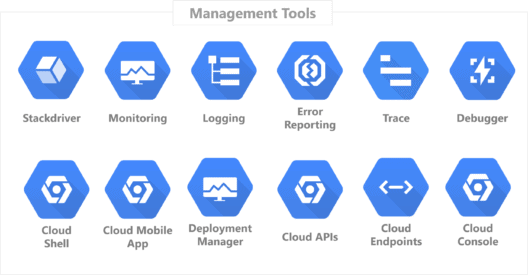 Management Tools
Stackdriver
Monitoring
Logging
Error
Reporting
Trace
Debugger
Cloud
Shell
Cloud Mobile
App
Deployment
Manager
Cloud APIs
Cloud
Endpoints
Cloud
Console